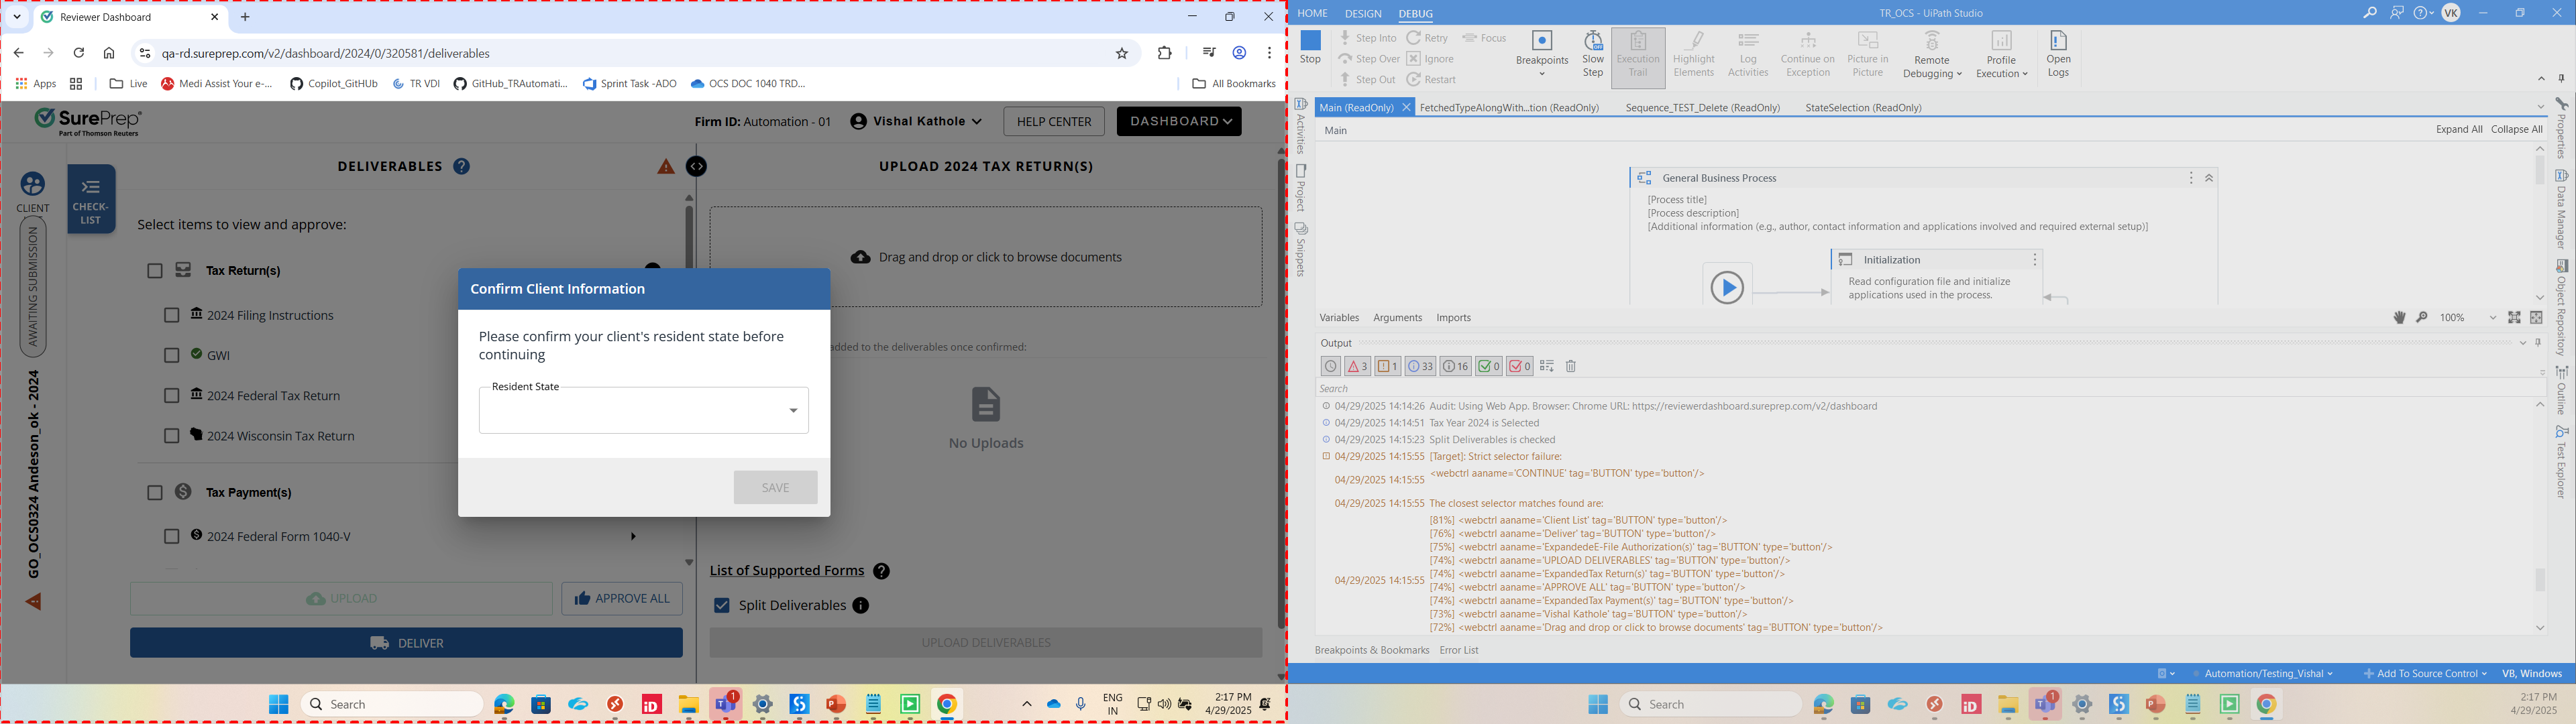 Reviewer Dashboard
qa-rd.sureprep.com/v2/dashboard/2024/0/320581/deliverables
Apps
Live
Medi Assist Your e-...
Copilot_GitHUb
TR VDI
GitHub_TRAutomati...
Sprint Task -ADO
OCS DOC 1040 TRD...
All Bookmarks
SurePrep
Part of Thomson Reuters
Firm ID: Automation - 01
Vishal Kathole
HELP CENTER
DASHBOARD
CLIENT
AWAITING SUBMISSION
GO_OCS0324 Andeson_ok - 2024
CHECK-
LIST
DELIVERABLES
Select items to view and approve:
Tax Return(s)
2024 Filing Instructions
GWI
2024 Federal Tax Return
2024 Wisconsin Tax Return
Tax Payment(s)
2024 Federal Form 1040-V
UPLOAD
APPROVE ALL
DELIVER
UPLOAD 2024 TAX RETURN(S)
Drag and drop or click to browse documents
added to the deliverables once confirmed:
No Uploads
List of Supported Forms
Split Deliverables
UPLOAD DELIVERABLES
Confirm Client Information
Please confirm your client's resident state before
continuing
Resident State
SAVE
Search
1
ENG
IN
2:17 PM
4/29/2025
HOME
DESIGN
DEBUG
TR_OCS - UiPath Studio
VK
Stop
Step Into
Step Over
Step Out
Retry
Ignore
Restart
Focus
Breakpoints
Slow
Step
Execution
Trail
Highlight
Elements
Log
Activities
Continue on
Exception
Picture in
Picture
Remote
Debugging
Profile
Execution
Open
Logs
Activities
Project
Snippets
Main (ReadOnly)
FetchedTypeAlongWith...tion (ReadOnly)
Sequence_TEST_Delete (ReadOnly)
StateSelection (ReadOnly)
Main
Expand All
Collapse All
General Business Process
[Process title]
[Process description]
[Additional information (e.g., author, contact information and applications involved and required external setup)]
Initialization
Read configuration file and initialize
applications used in the process.
Variables
Arguments
Imports
100%
Output
3
1
33
16
0
0
Search
04/29/2025 14:14:26 Audit: Using Web App. Browser: Chrome URL: https://reviewerdashboard.sureprep.com/v2/dashboard
04/29/2025 14:14:51 Tax Year 2024 is Selected
04/29/2025 14:15:23 Split Deliverables is checked
04/29/2025 14:15:55 [Target]: Strict selector failure:
04/29/2025 14:15:55 <webctrl aaname='CONTINUE' tag='BUTTON' type='button'/>
04/29/2025 14:15:55 The closest selector matches found are:
04/29/2025 14:15:55
[81%] <webctrl aaname='Client List' tag='BUTTON' type='button'/>
[76%] <webctrl aaname='Deliver' tag='BUTTON' type='button'/>
[75%] <webctrl aaname='ExpandedeE-File Authorization(s)' tag='BUTTON' type='button'/>
[74%] <webctrl aaname='UPLOAD DELIVERABLES' tag='BUTTON' type='button'/>
[74%] <webctrl aaname='ExpandedTax Return(s)' tag='BUTTON' type='button'/>
[74%] <webctrl aaname='APPROVE ALL' tag='BUTTON' type='button'/>
[74%] <webctrl aaname='ExpandedTax Payment(s)' tag='BUTTON' type='button'/>
[73%] <webctrl aaname='Vishal Kathole' tag='BUTTON' type='button'/>
[72%] <webctrl aaname='Drag and drop or click to browse documents' tag='BUTTON' type='button'/>
Breakpoints & Bookmarks
Error List
Properties
Data Manager
Object Repository
Outline
Test Explorer
Automation/Testing_Vishal
Add To Source Control
VB, Windows
Search
1
2:17 PM
4/29/2025